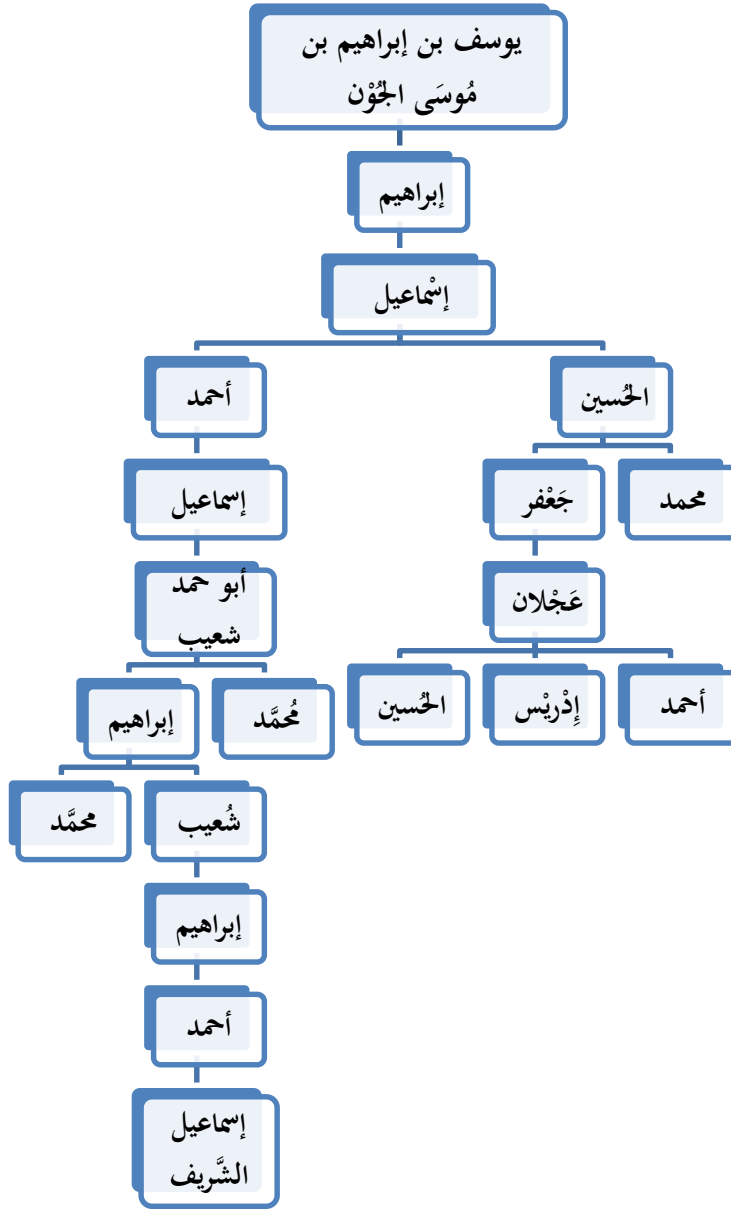 يوسف بن إبراهيم بن
مُوسَى الجُوْن
إبراهيم
إسْماعيل
الحُسين
أحمد
محمد
جَعْفر
إسماعيل
عَجْلان
أبو حمد
شعيب
أحمد
إِدْرِيْس
الحُسين
مُحمَّد
إبراهيم
شُعيب
محمَّد
إبراهيم
أحمد
إسماعيل
الشَّريف